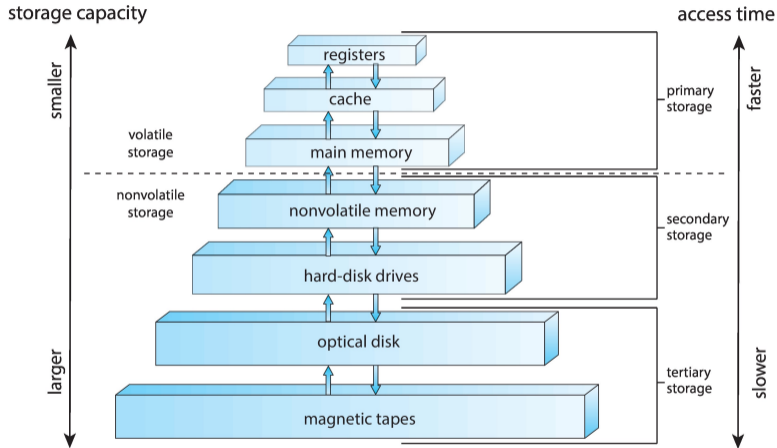 storage capacity
access time
smaller
larger
registers
cache
main memory
nonvolatile memory
hard-disk drives
optical disk
magnetic tapes
volatile
storage
nonvolatile
storage
primary
storage
secondary
storage
tertiary
storage
faster
slower